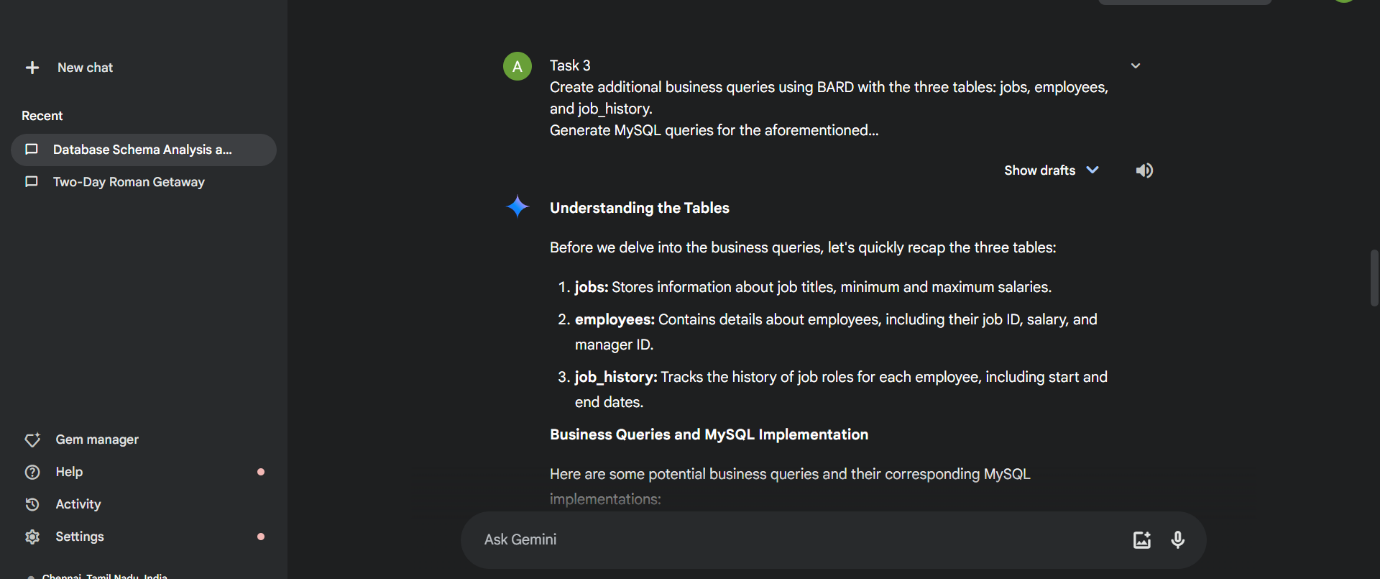 New chat
Recent
Database Schema Analysis a...
Two-Day Roman Getaway
Gem manager
Help
Activity
Settings
Chennai, Tamil Nadu, India
A
Task 3
Create additional business queries using BARD with the three tables: jobs, employees,
and job_history.
Generate MySQL queries for the aforementioned...
Show drafts
Understanding the Tables
Before we delve into the business queries, let's quickly recap the three tables:
1. jobs: Stores information about job titles, minimum and maximum salaries.
2. employees: Contains details about employees, including their job ID, salary, and
manager ID.
3. job_history: Tracks the history of job roles for each employee, including start and
end dates.
Business Queries and MySQL Implementation
Here are some potential business queries and their corresponding MySQL
implementations:
Ask Gemini